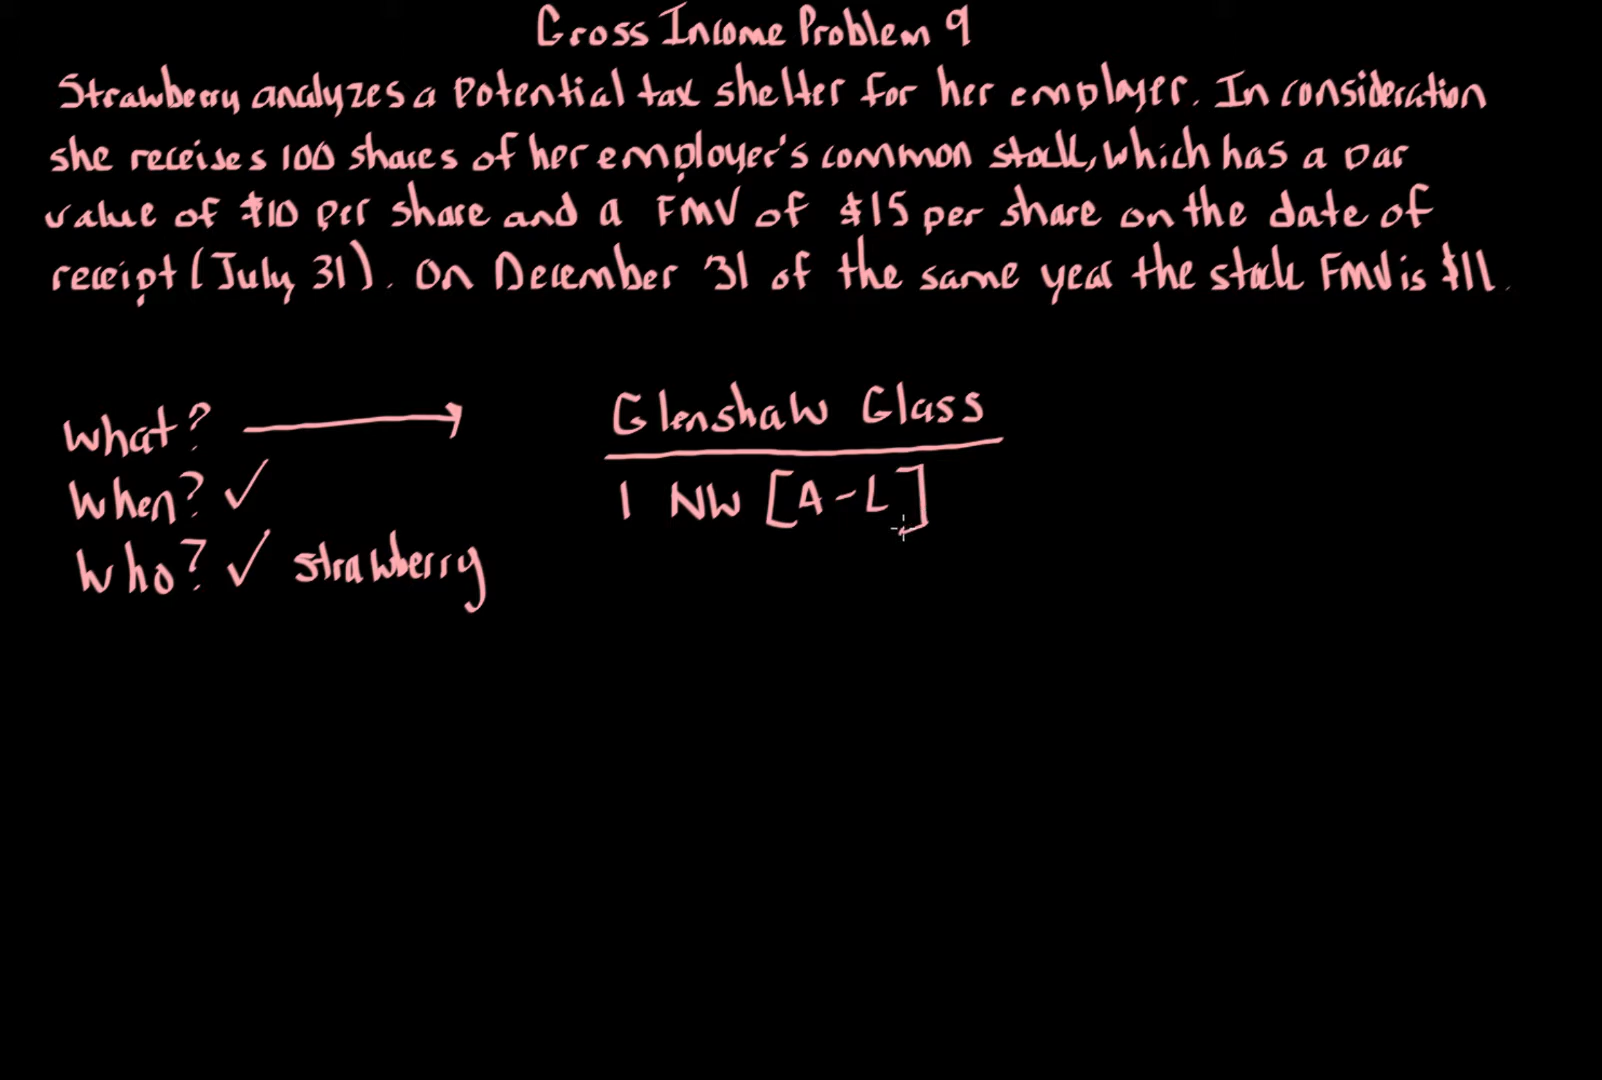 Gross Income Problem 9
Strawberry analyzes a potential tax shelter for her employer. In consideration
she receives 100 shares of her employer's common stock, which has a par
value of $10 per share and a FMV of $15 per share on the date of
receipt (July 31). On December 31 of the same year the stock FMV is $11.
What? → Glenshaw Glass
When? ✓ 1 NW [A-L]
Who? ✓ Strawberry